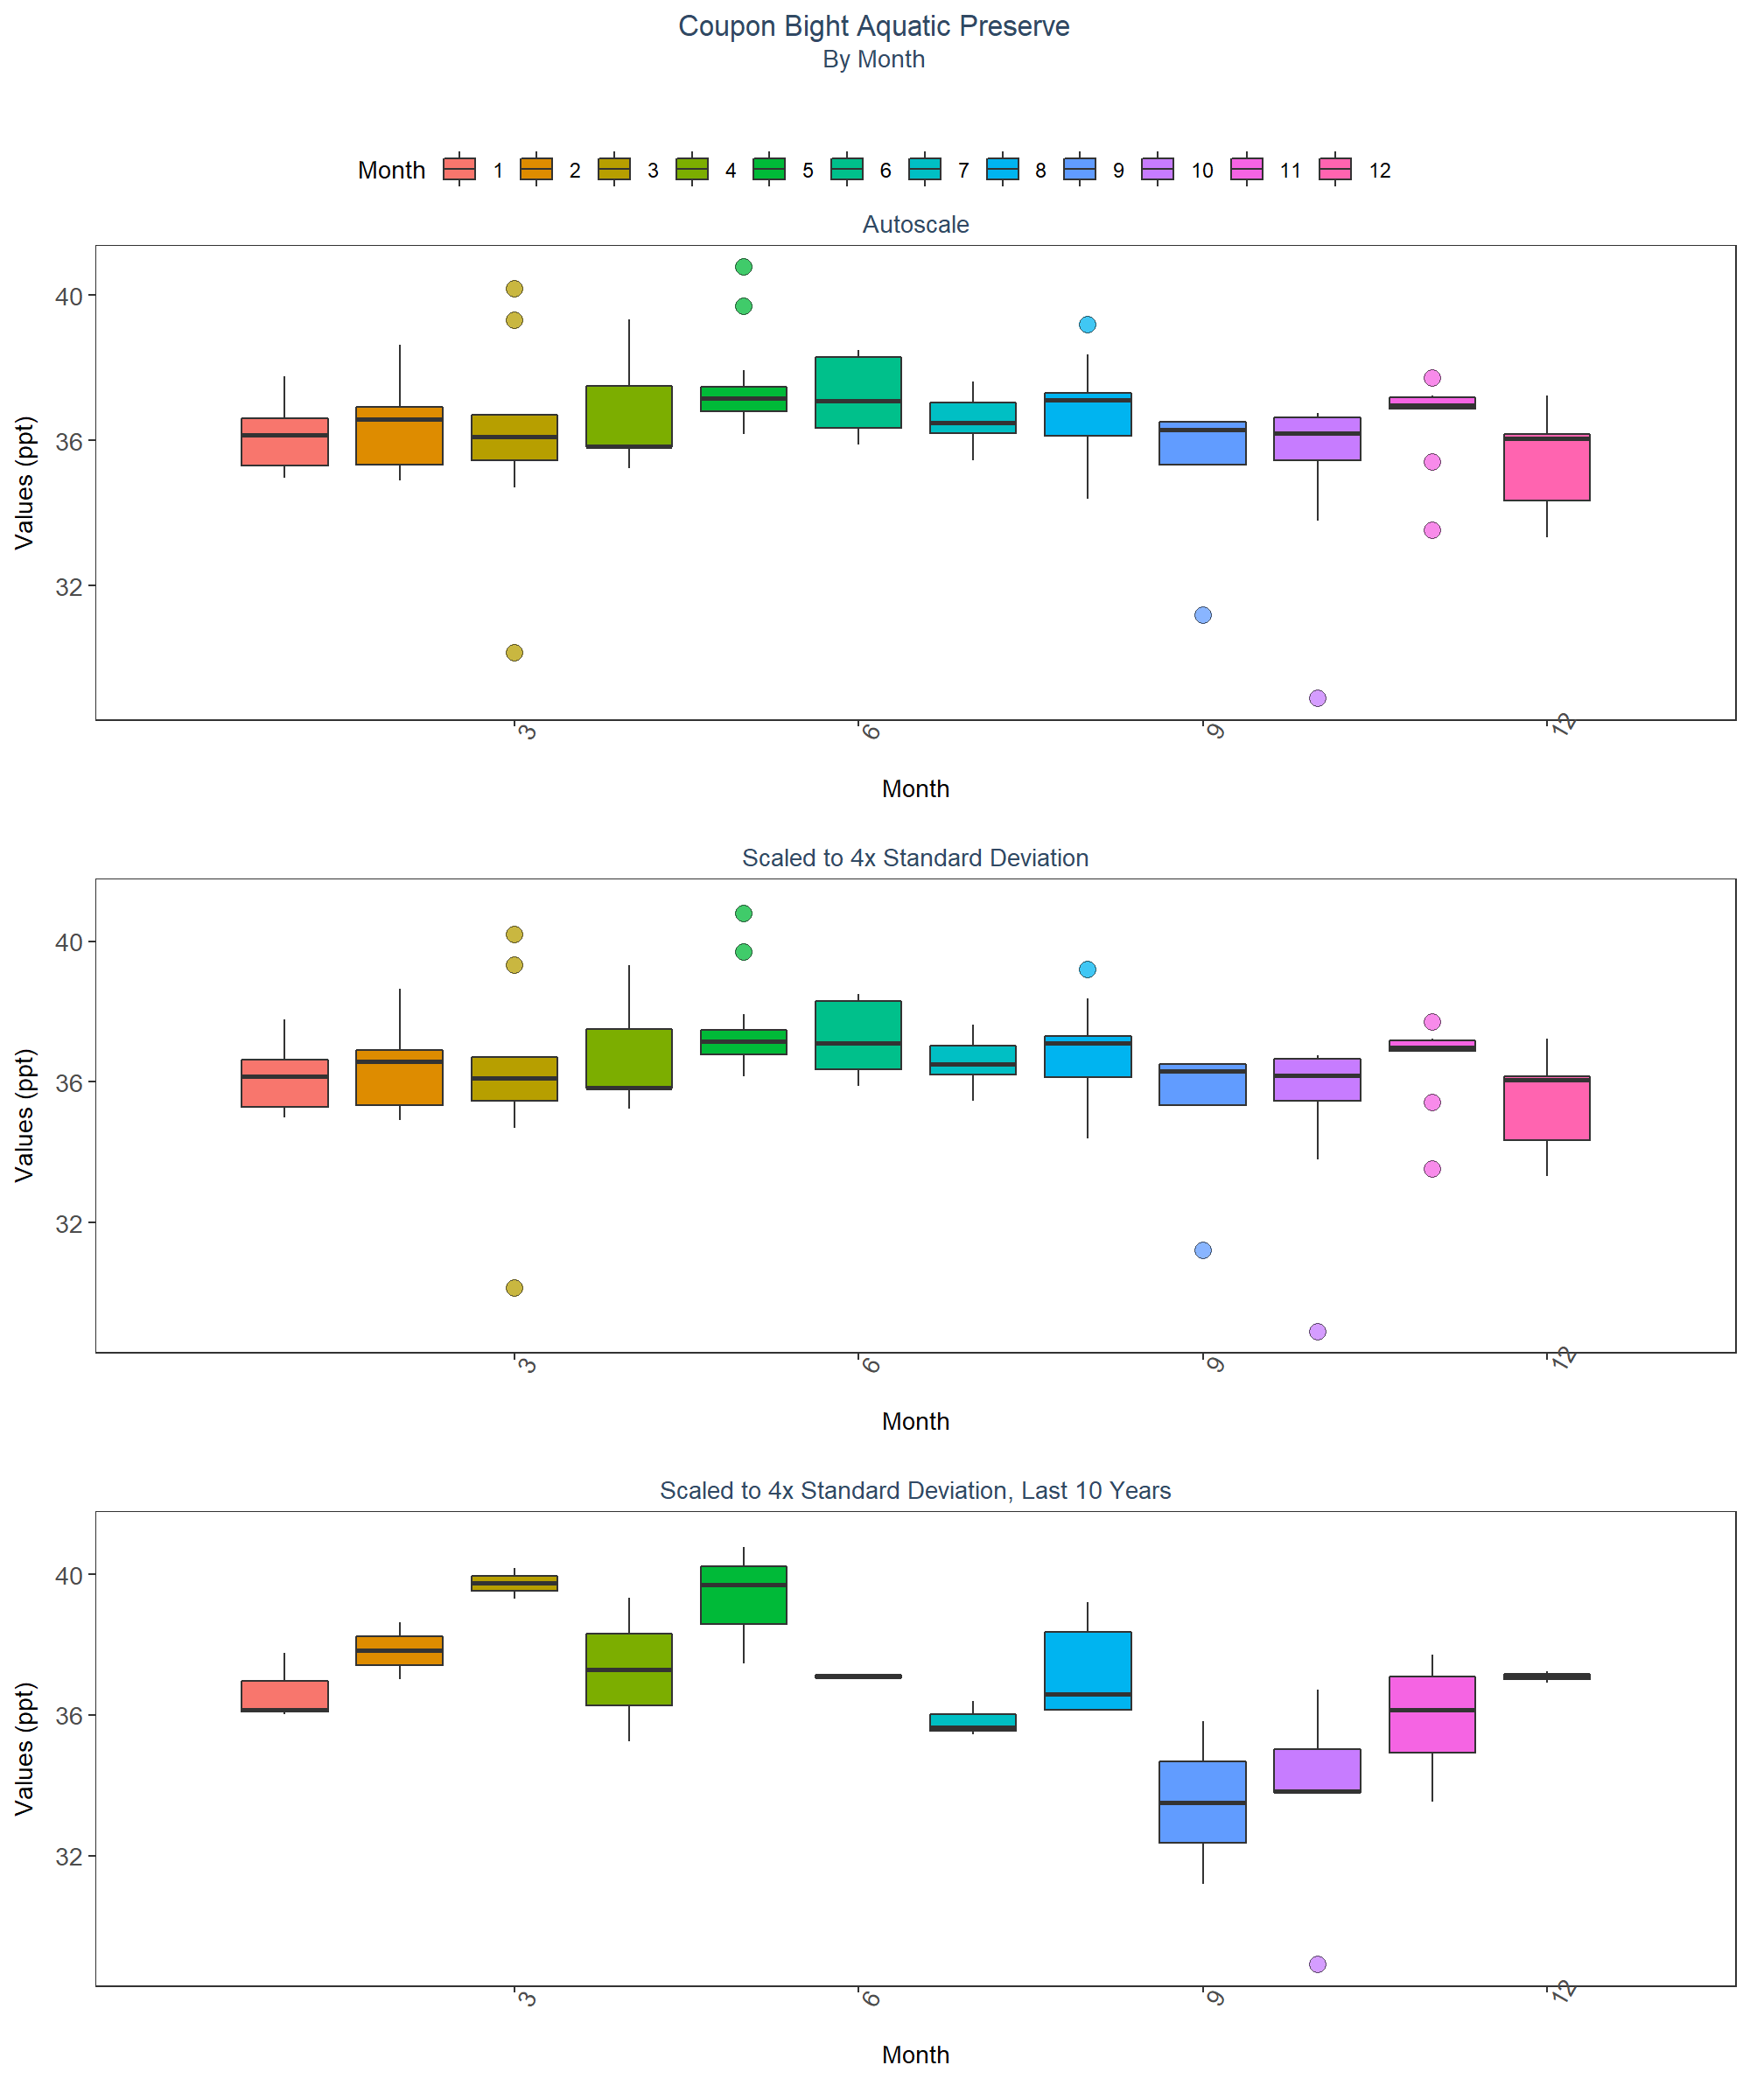 Coupon Bight Aquatic Preserve
By Month
Month 1 2 3 4 5 6 7 8 9 10 11 12
Autoscale
Values (ppt)
40
36
32
3 6 9 12
Month
Scaled to 4x Standard Deviation
Values (ppt)
40
36
32
3 6 9 12
Month
Scaled to 4x Standard Deviation, Last 10 Years
Values (ppt)
40
36
32
3 6 9 12
Month